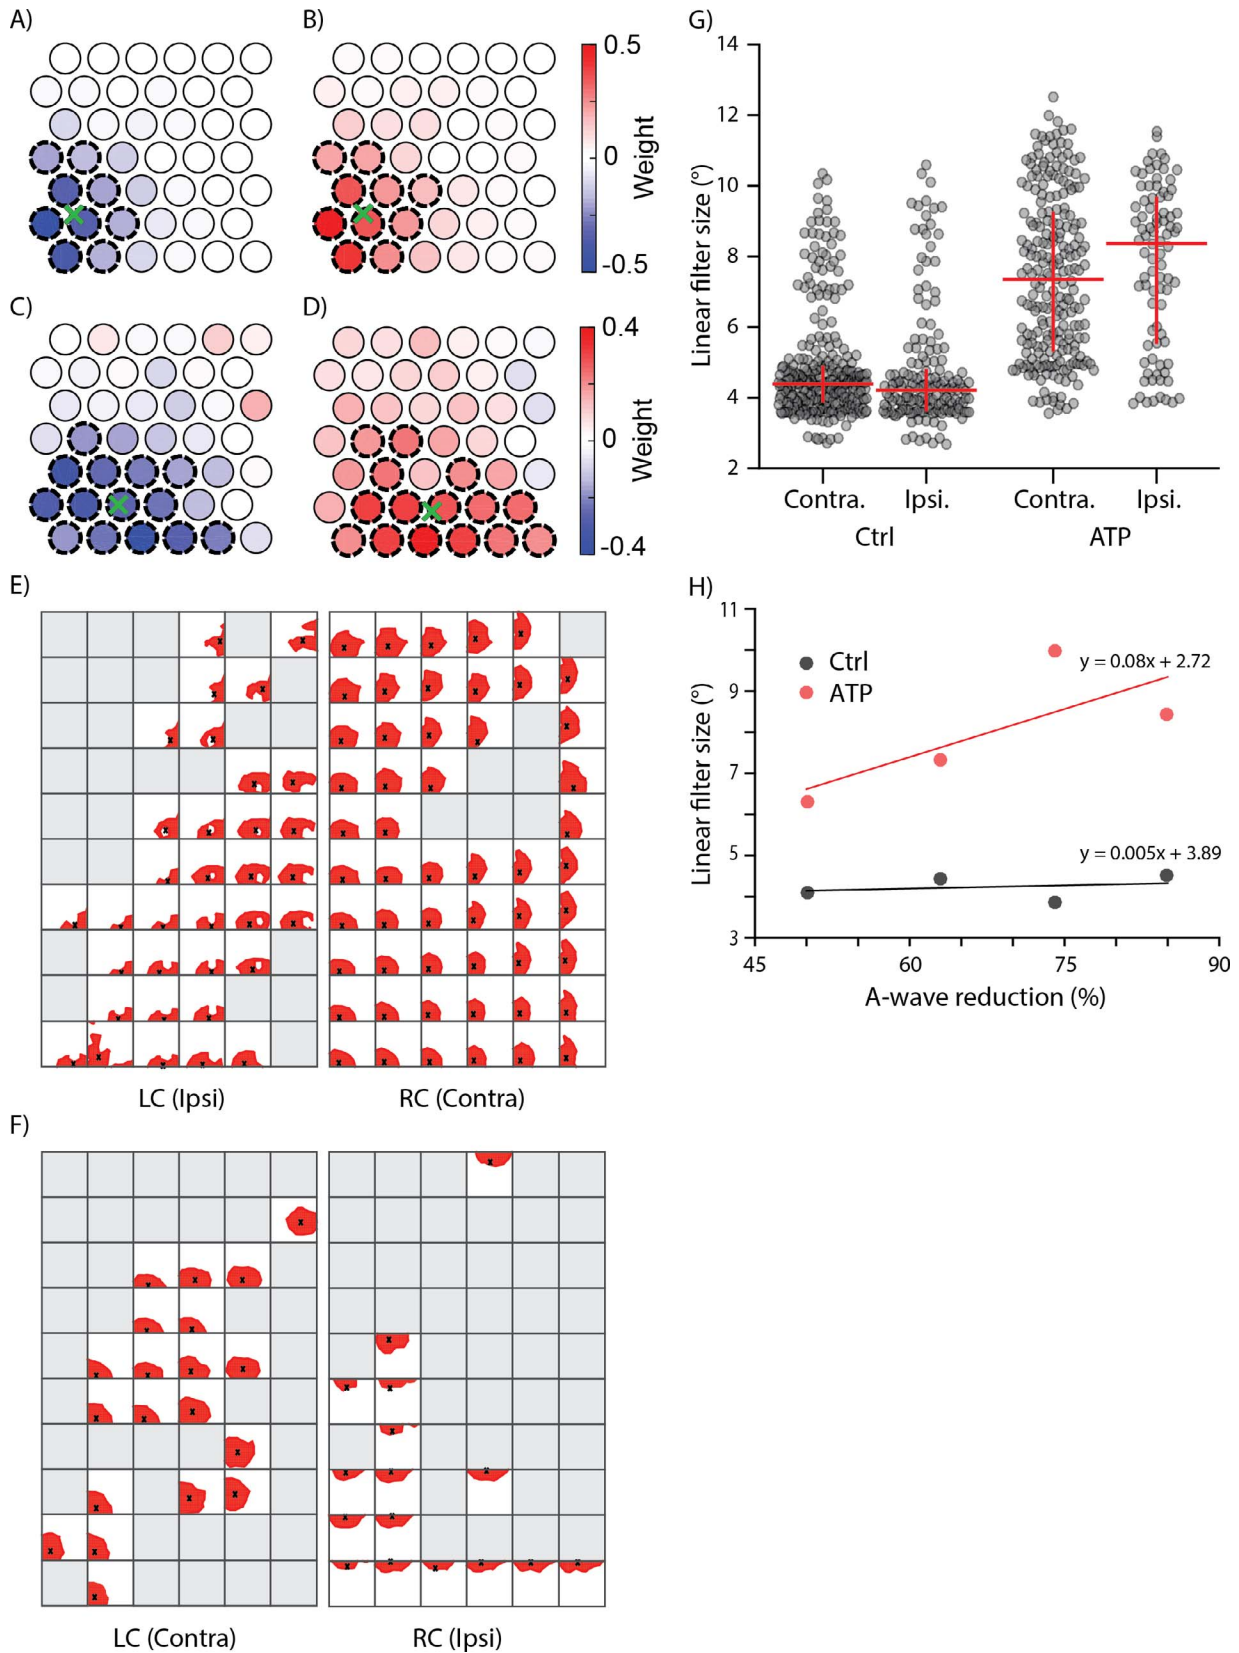 A)
B)
0.5
0
-0.5
Weight
C)
D)
0.4
0
-0.4
Weight
E)
LC (Ipsi)
RC (Contra)
F)
LC (Contra)
RC (Ipsi)
G)
Linear filter size (°)
14
12
10
8
6
4
2
Contra.
Ipsi.
Contra.
Ipsi.
Ctrl
ATP
H)
Linear filter size (°)
11
9
7
5
3
Ctrl
ATP
y = 0.08x + 2.72
y = 0.005x + 3.89
45
60
75
90
A-wave reduction (%)